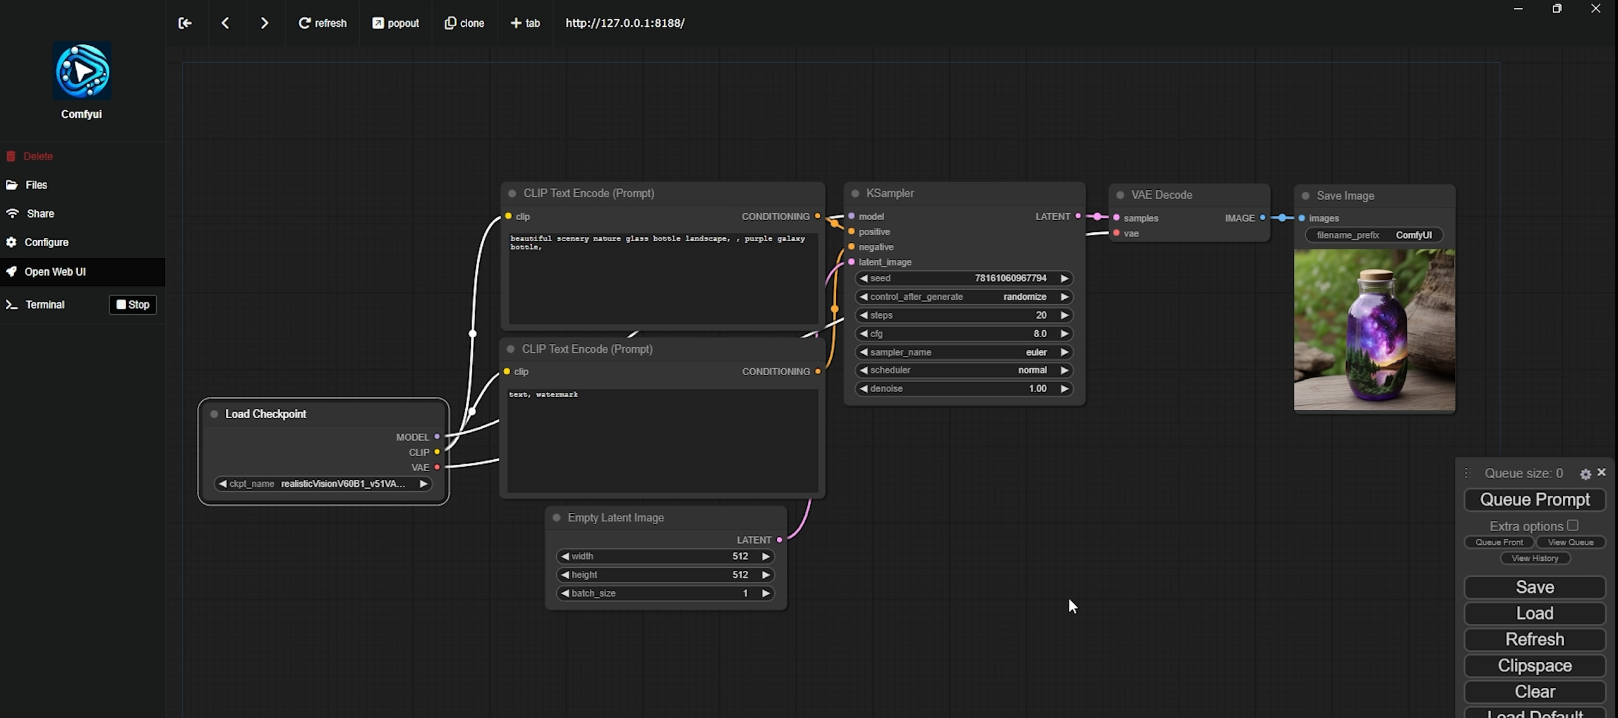 refresh
popout
clone
tab
http://127.0.0.1:8188/
Comfyui
Delete
Files
Share
Configure
Open Web UI
Terminal
Stop
CLIP Text Encode (Prompt)
clip
CONDITIONING
beautiful scenery nature glass bottle landscape, , purple galaxy
bottle,
CLIP Text Encode (Prompt)
clip
CONDITIONING
text, watermark
Load Checkpoint
MODEL
CLIP
VAE
ckpt_name realisticVisionV60B1_v51VA...
Empty Latent Image
LATENT
width 512
height 512
batch_size 1
KSampler
model
LATENT
positive
negative
latent_image
seed 78161060967794
control_after_generate randomize
steps 20
cfg 8.0
sampler_name euler
scheduler normal
denoise 1.00
VAE Decode
samples
IMAGE
vae
Save Image
images
filename_prefix ComfyUI
Queue size: 0
Queue Prompt
Extra options
Queue Front
View Queue
View History
Save
Load
Refresh
Clipspace
Clear
Load Default